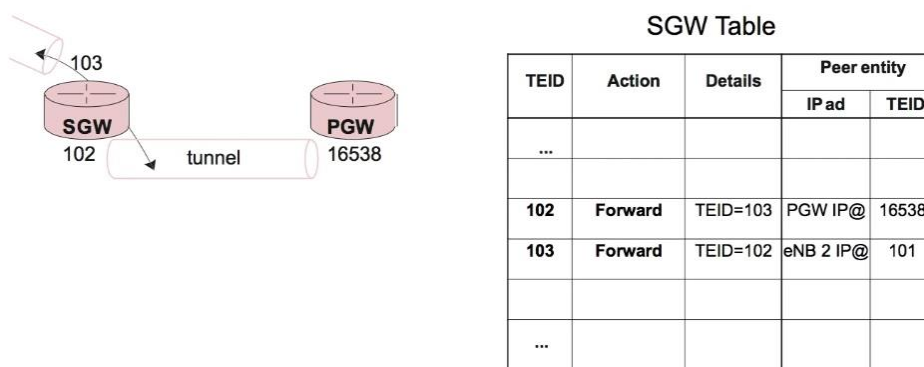 SGW Table
103
SGW
PGW
102
tunnel
16538
TEID Action Details Peer entity
IP ad TEID
...
102 Forward TEID=103 PGW IP@ 16538
103 Forward TEID=102 eNB 2 IP@ 101
...